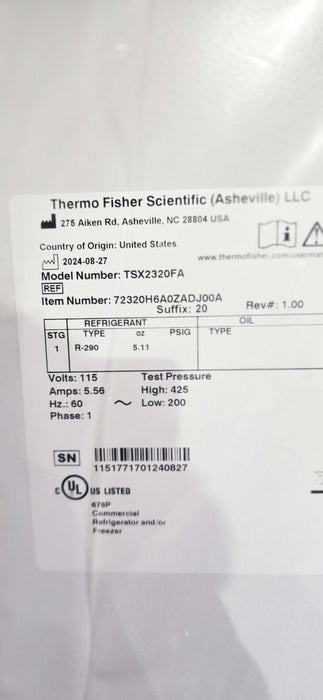 Thermo Fisher Scientific (Asheville) LLC
275 Aiken Rd, Asheville, NC 28804 USA
Country of Origin: United States
www.thermofisher.com/userman
2024-08-27
Model Number: TSX2320FA
REF
Item Number: 72320H6A0ZADJ00A Rev#: 1.00
Suffix: 20
REFRIGERANT OIL
STG TYPE oz PSIG TYPE
1 R-290 5.11
Volts: 115 Test Pressure
Amps: 5.56 High: 425
Hz.: 60 ~ Low: 200
Phase: 1
SN
1151771701240827
C UL US LISTED
678P
Commercial
Refrigerator and/or
Freezer